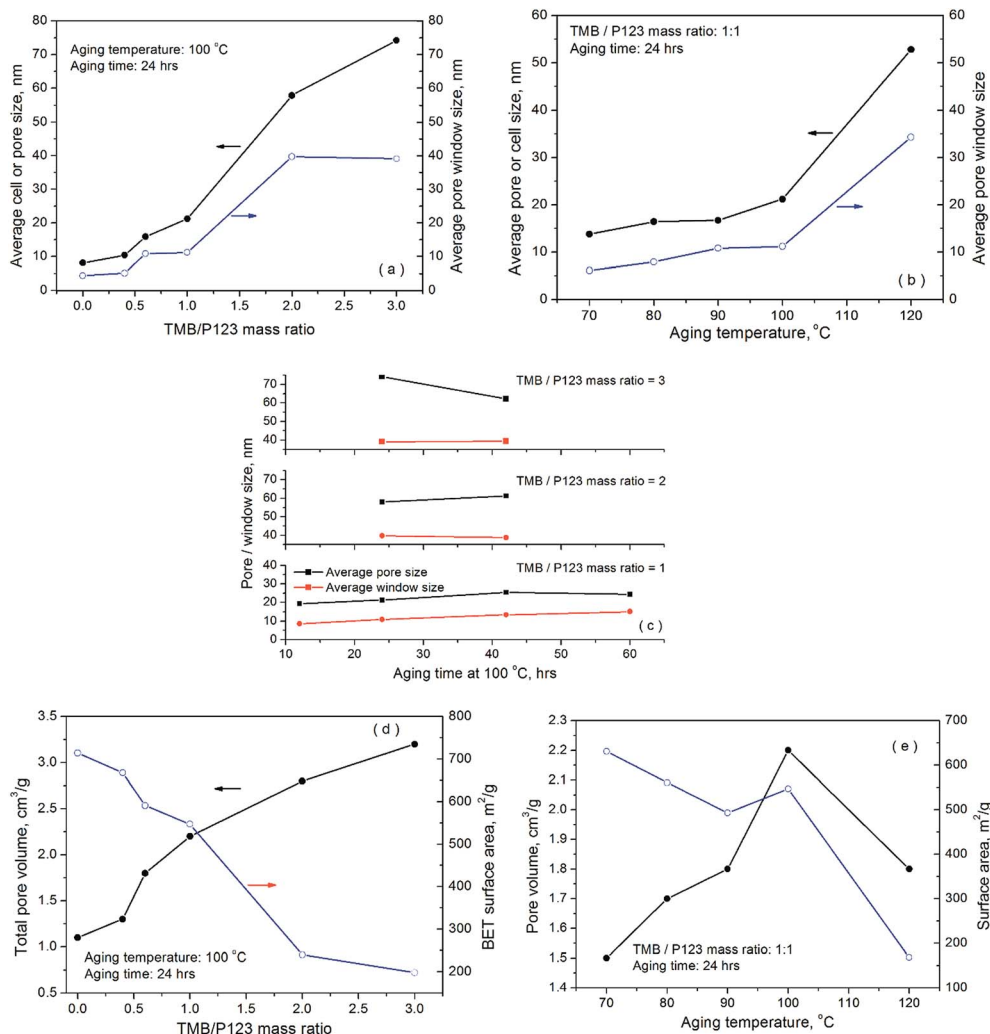 Aging temperature: 100 °C
Aging time: 24 hrs
Average cell or pore size, nm
80
70
60
50
40
30
20
10
0
80
70
60
50
40
30
20
10
0
Average pore window size, nm
( a )
0.0 0.5 1.0 1.5 2.0 2.5 3.0
TMB/P123 mass ratio
TMB / P123 mass ratio: 1:1
Aging time: 24 hrs
Average pore or cell size, nm
60
50
40
30
20
10
0
60
50
40
30
20
10
0
Average pore window size
( b )
70 80 90 100 110 120
Aging temperature, °C
Pore / window size, nm
TMB / P123 mass ratio = 3
70
60
50
40
TMB / P123 mass ratio = 2
70
60
50
40
40
30
20
10
0
Average pore size
Average window size
TMB / P123 mass ratio = 1
( c )
10 20 30 40 50 60
Aging time at 100 °C, hrs
Total pore volume, cm³/g
3.5
3.0
2.5
2.0
1.5
1.0
0.5
( d )
800
700
600
500
400
300
200
BET surface area, m²/g
Aging temperature: 100 °C
Aging time: 24 hrs
0.0 0.5 1.0 1.5 2.0 2.5 3.0
TMB/P123 mass ratio
Pore volume, cm³/g
2.3
2.2
2.1
2.0
1.9
1.8
1.7
1.6
1.5
1.4
( e )
700
600
500
400
300
200
100
Surface area, m²/g
TMB / P123 mass ratio: 1:1
Aging time: 24 hrs
70 80 90 100 110 120
Aging temperature, °C